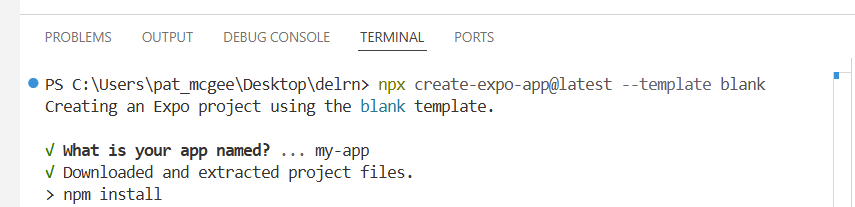 PROBLEMS OUTPUT DEBUG CONSOLE TERMINAL PORTS
PS C:\Users\pat_mcgee\Desktop\delrn> npx create-expo-app@latest --template blank
Creating an Expo project using the blank template.
√ What is your app named? ... my-app
√ Downloaded and extracted project files.
> npm install